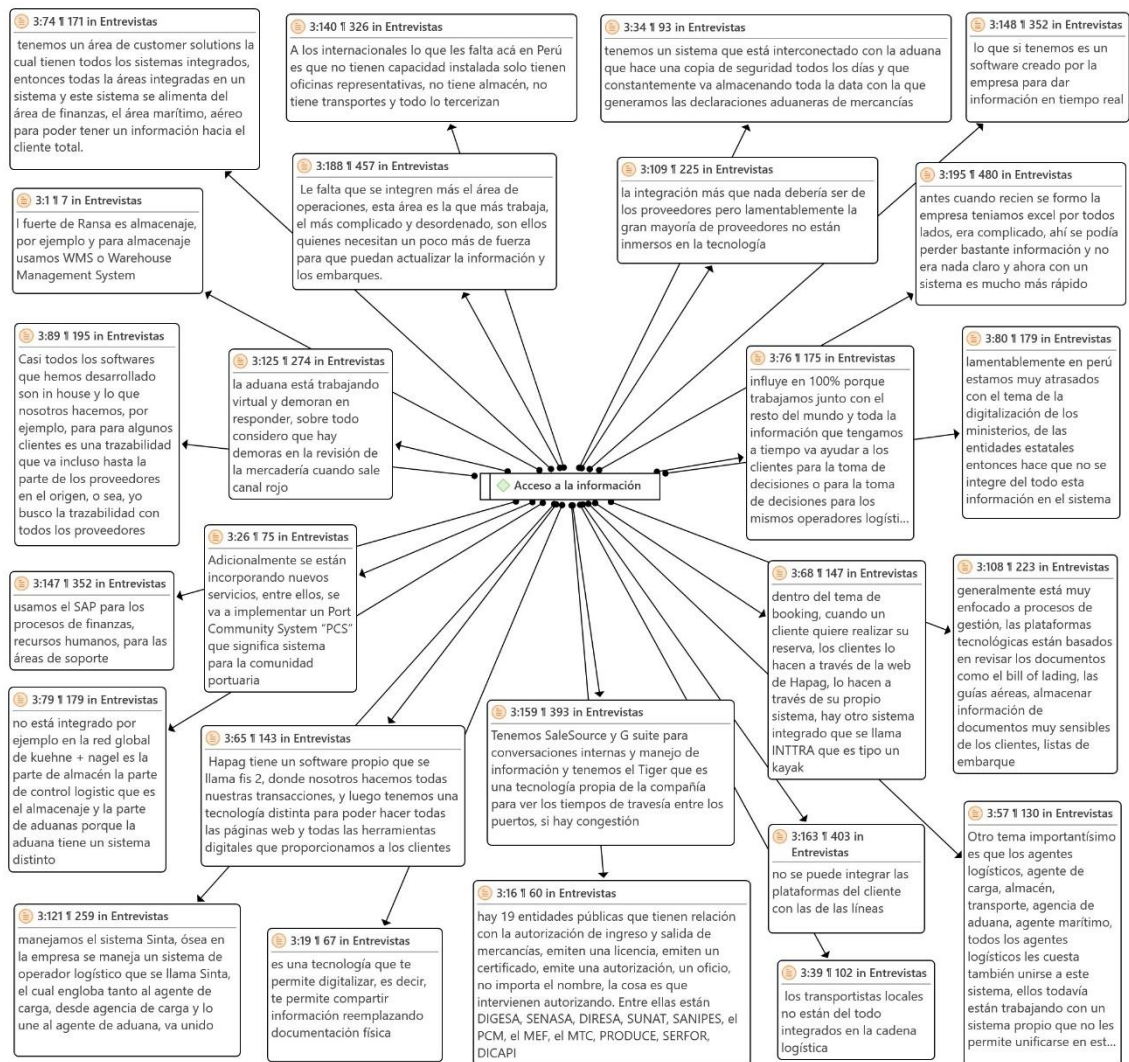 3:74 ¶ 171 in Entrevistas
tenemos un área de customer solutions la
cual tienen todos los sistemas integrados,
entonces todas la áreas integradas en un
sistema y este sistema se alimenta del
área de finanzas, el área marítimo, aéreo
para poder tener un información hacia el
cliente total.
3:140 ¶ 326 in Entrevistas
A los internacionales lo que les falta acá en Perú
es que no tienen capacidad instalada solo tienen
oficinas representativas, no tiene almacén, no
tiene transportes y todo lo tercerizan
3:34 ¶ 93 in Entrevistas
tenemos un sistema que está interconectado con la aduana
que hace una copia de seguridad todos los días y que
constantemente va almacenando toda la data con la que
generamos las declaraciones aduaneras de mercancías
3:148 ¶ 352 in Entrevistas
lo que si tenemos es un
software creado por la
empresa para dar
información en tiempo real
3:188 ¶ 457 in Entrevistas
Le falta que se integren más el área de
operaciones, esta área es la que más trabaja,
el más complicado y desordenado, son ellos
quienes necesitan un poco más de fuerza
para que puedan actualizar la información y
los embarques.
3:109 ¶ 225 in Entrevistas
la integración más que nada debería ser de
los proveedores pero lamentablemente la
gran mayoría de proveedores no están
inmersos en la tecnología
3:195 ¶ 480 in Entrevistas
antes cuando recien se formo la
empresa teniamos excel por todos
lados, era complicado, ahí se podía
perder bastante información y no
era nada claro y ahora con un
sistema es mucho más rápido
3:1 ¶ 7 in Entrevistas
l fuerte de Ransa es almacenaje,
por ejemplo y para almacenaje
usamos WMS o Warehouse
Management System
3:89 ¶ 195 in Entrevistas
Casi todos los softwares
que hemos desarrollado
son in house y lo que
nosotros hacemos, por
ejemplo, para para algunos
clientes es una trazabilidad
que va incluso hasta la
parte de los proveedores
en el origen, o sea, yo
busco la trazabilidad con
todos los proveedores
3:125 ¶ 274 in Entrevistas
la aduana está trabajando
virtual y demoran en
responder, sobre todo
considero que hay
demoras en la revisión de
la mercadería cuando sale
canal rojo
3:76 ¶ 175 in Entrevistas
influye en 100% porque
trabajamos junto con el
resto del mundo y toda la
información que tengamos
a tiempo va ayudar a los
clientes para la toma de
decisiones o para la toma
de decisiones para los
mismos operadores logísti...
3:80 ¶ 179 in Entrevistas
lamentablemente en perú
estamos muy atrasados
con el tema de la
digitalización de los
ministerios, de las
entidades estatales
entonces hace que no se
integre del todo esta
información en el sistema
Acceso a la información
3:26 ¶ 75 in Entrevistas
Adicionalmente se están
incorporando nuevos
servicios, entre ellos, se
va a implementar un Port
Community System “PCS”
que significa sistema
para la comunidad
portuaria
3:147 ¶ 352 in Entrevistas
usamos el SAP para los
procesos de finanzas,
recursos humanos, para las
áreas de soporte
3:68 ¶ 147 in Entrevistas
dentro del tema de
booking, cuando un
cliente quiere realizar su
reserva, los clientes lo
hacen a través de la web
de Hapag, lo hacen a
través de su propio
sistema, hay otro sistema
integrado que se llama
INTTRA que es tipo un
kayak
3:108 ¶ 223 in Entrevistas
generalmente está muy
enfocado a procesos de
gestión, las plataformas
tecnológicas están basados
en revisar los documentos
como el bill of lading, las
guías aéreas, almacenar
información de
documentos muy sensibles
de los clientes, listas de
embarque
3:79 ¶ 179 in Entrevistas
no está integrado por
ejemplo en la red global
de kuehne + nagel es la
parte de almacén la parte
de control logistic que es
el almacenaje y la parte
de aduanas porque la
aduana tiene un sistema
distinto
3:65 ¶ 143 in Entrevistas
Hapag tiene un software propio que se
llama fis 2, donde nosotros hacemos todas
nuestras transacciones, y luego tenemos una
tecnología distinta para poder hacer todas
las páginas web y todas las herramientas
digitales que proporcionamos a los clientes
3:159 ¶ 393 in Entrevistas
Tenemos SaleSource y G suite para
conversaciones internas y manejo de
información y tenemos el Tiger que es
una tecnología propia de la compañía
para ver los tiempos de travesía entre los
puertos, si hay congestión
3:163 ¶ 403 in
Entrevistas
no se puede integrar las
plataformas del cliente
con las de las líneas
3:57 ¶ 130 in Entrevistas
Otro tema importantísimo
es que los agentes
logísticos, agente de
carga, almacén,
transporte, agencia de
aduana, agente marítimo,
todos los agentes
logísticos les cuesta
también unirse a este
sistema, ellos todavía
están trabajando con un
sistema propio que no les
permite unificarse en est...
3:121 ¶ 259 in Entrevistas
manejamos el sistema Sinta, ósea en
la empresa se maneja un sistema de
operador logístico que se llama Sinta,
el cual engloba tanto al agente de
carga, desde agencia de carga y lo
une al agente de aduana, va unido
3:19 ¶ 67 in Entrevistas
es una tecnología que te
permite digitalizar, es decir,
te permite compartir
información reemplazando
documentación física
3:16 ¶ 60 in Entrevistas
hay 19 entidades públicas que tienen relación
con la autorización de ingreso y salida de
mercancías, emiten una licencia, emiten un
certificado, emite una autorización, un oficio,
no importa el nombre, la cosa es que
intervienen autorizando. Entre ellas están
DIGESA, SENASA, DIRESA, SUNAT, SANIPES, el
PCM, el MEF, el MTC, PRODUCE, SERFOR,
DICAPI
3:39 ¶ 102 in Entrevistas
los transportistas locales
no están del todo
integrados en la cadena
logística